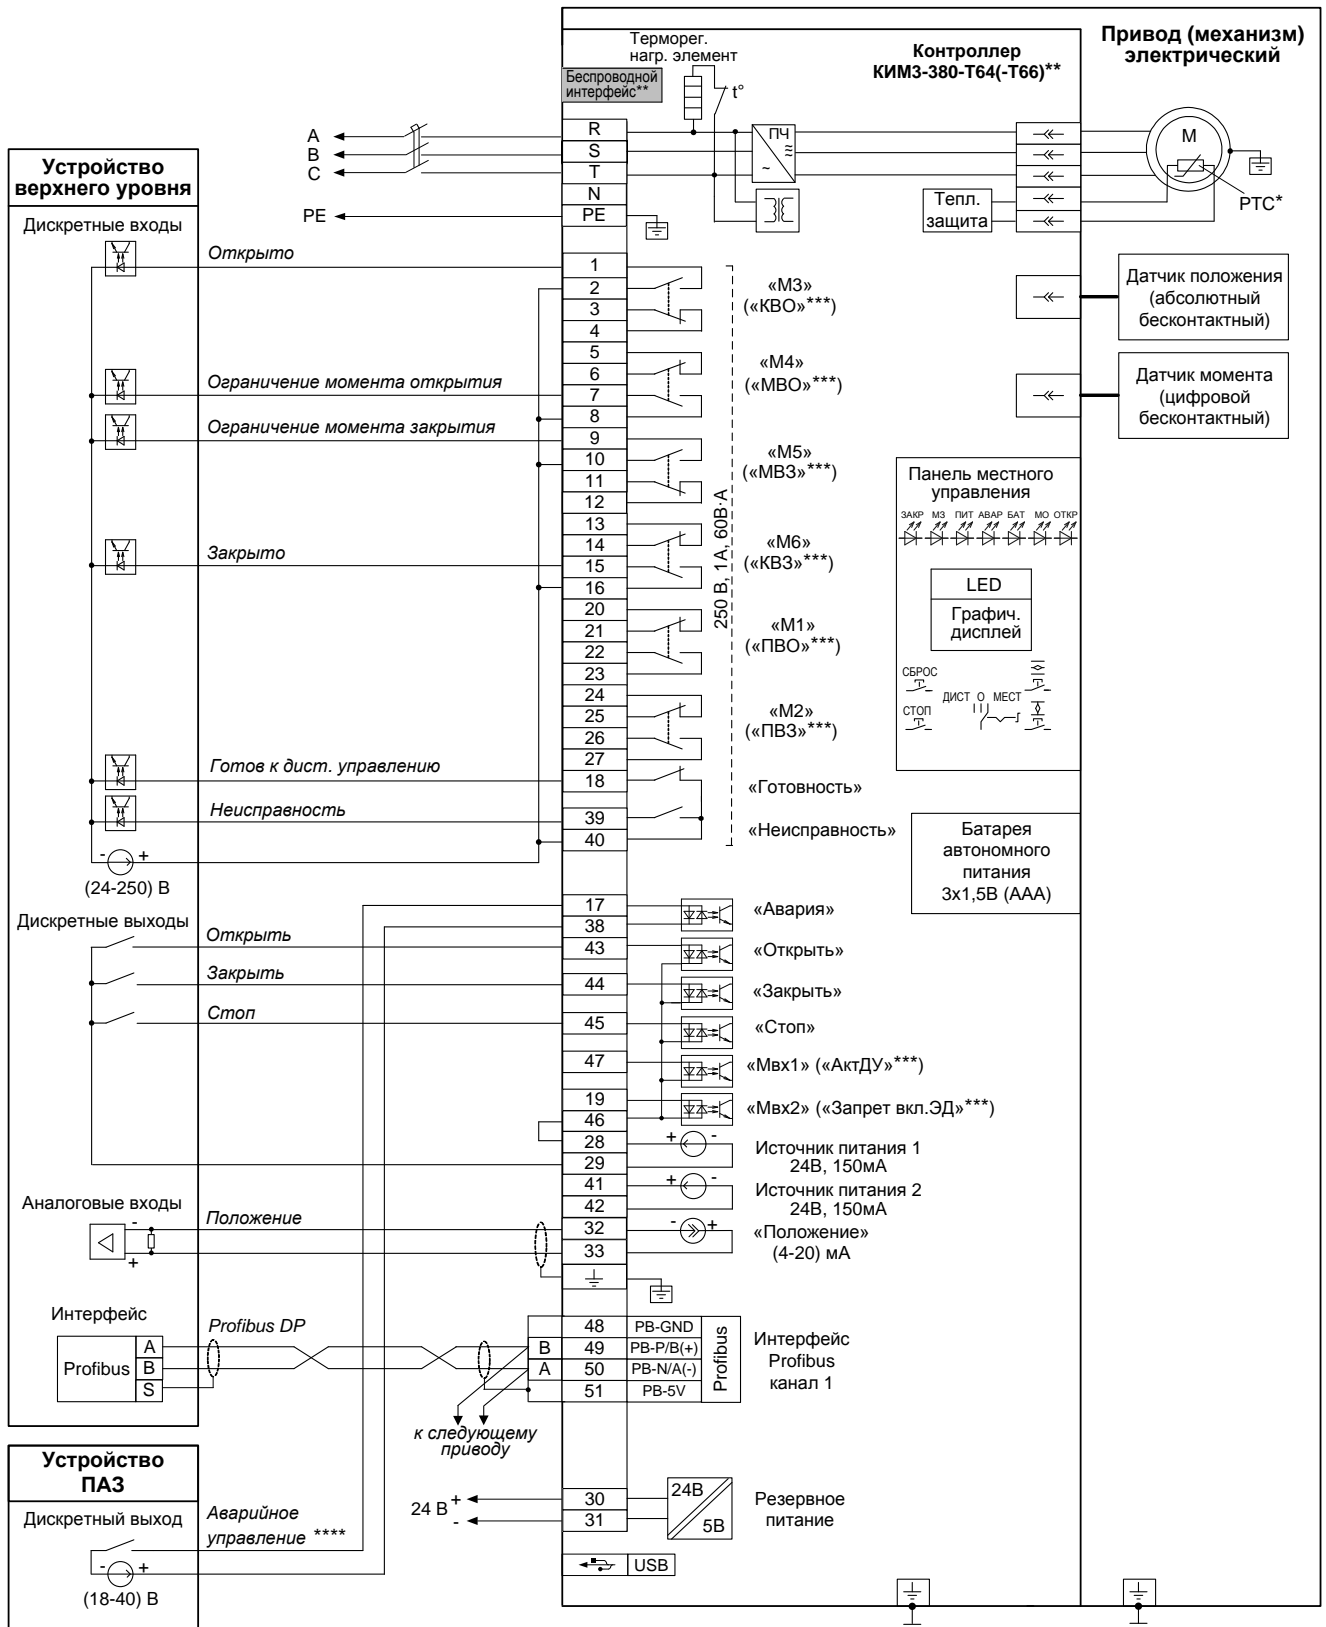 Привод (механизм)
электрический
Контроллер
КИМ3-380-Т64(-Т66)**
Терморег.
нагр. элемент
t°
Беспроводной
интерфейс**
A
B
C
PE
R
S
T
N
PE
ПЧ
≈
~
Тепл.
защита
M
PTC*
Устройство
верхнего уровня
Дискретные входы
Открыто
Ограничение момента открытия
Ограничение момента закрытия
Закрыто
Готов к дист. управлению
Неисправность
- +
(24-250) В
1
2
3
4
5
6
7
8
9
10
11
12
13
14
15
16
20
21
22
23
24
25
26
27
18
39
40
250 В, 1А, 60В·А
«М3»
(«КВО»***)
«М4»
(«МВО»***)
«М5»
(«МВЗ»***)
«М6»
(«КВЗ»***)
«М1»
(«ПВО»***)
«М2»
(«ПВЗ»***)
«Готовность»
«Неисправность»
Датчик положения
(абсолютный
бесконтактный)
Датчик момента
(цифровой
бесконтактный)
Панель местного
управления
ЗАКР МЗ ПИТ АВАР БАТ МО ОТКР
LED
Графич.
дисплей
СБРОС
СТОП
ДИСТ О МЕСТ
Батарея
автономного
питания
3x1,5В (ААА)
Дискретные выходы
Открыть
Закрыть
Стоп
17
38
43
44
45
47
19
46
28
29
41
42
32
33
«Авария»
«Открыть»
«Закрыть»
«Стоп»
«Мвх1» («АктДУ»***)
«Мвх2» («Запрет вкл.ЭД»***)
+ -
Источник питания 1
24В, 150мА
+ -
Источник питания 2
24В, 150мА
- +
«Положение»
(4-20) мА
Аналоговые входы
-
+
Положение
Интерфейс
Profibus
A
B
S
Profibus DP
B
A
48 PB-GND
49 PB-P/B(+)
50 PB-N/A(-)
51 PB-5V
Profibus
Интерфейс
Profibus
канал 1
к следующему
приводу
Устройство
ПАЗ
Дискретный выход
Аварийное
управление ****
- +
(18-40) В
24 В
+
-
30
31
24В
5В
Резервное
питание
USB